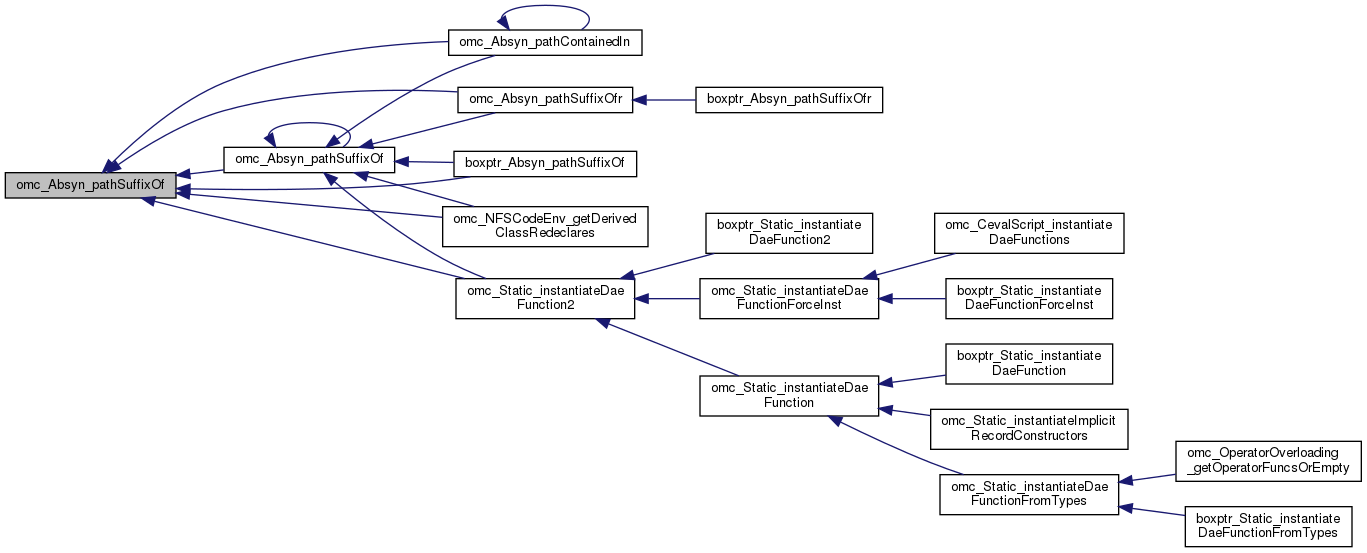 omc_Absyn_pathContainedIn
omc_Absyn_pathSuffixOfr
boxptr_Absyn_pathSuffixOfr
omc_Absyn_pathSuffixOf
boxptr_Absyn_pathSuffixOf
omc_Absyn_pathSuffixOf
omc_NFSCodeEnv_getDerived
ClassRedeclares
boxptr_Static_instantiate
DaeFunction2
omc_CevalScript_instantiate
DaeFunctions
omc_Static_instantiateDae
Function2
omc_Static_instantiateDae
FunctionForceInst
boxptr_Static_instantiate
DaeFunctionForceInst
boxptr_Static_instantiate
DaeFunction
omc_Static_instantiateDae
Function
omc_Static_instantiateImplicit
RecordConstructors
omc_OperatorOverloading
_getOperatorFuncsOrEmpty
omc_Static_instantiateDae
FunctionFromTypes
boxptr_Static_instantiate
DaeFunctionFromTypes